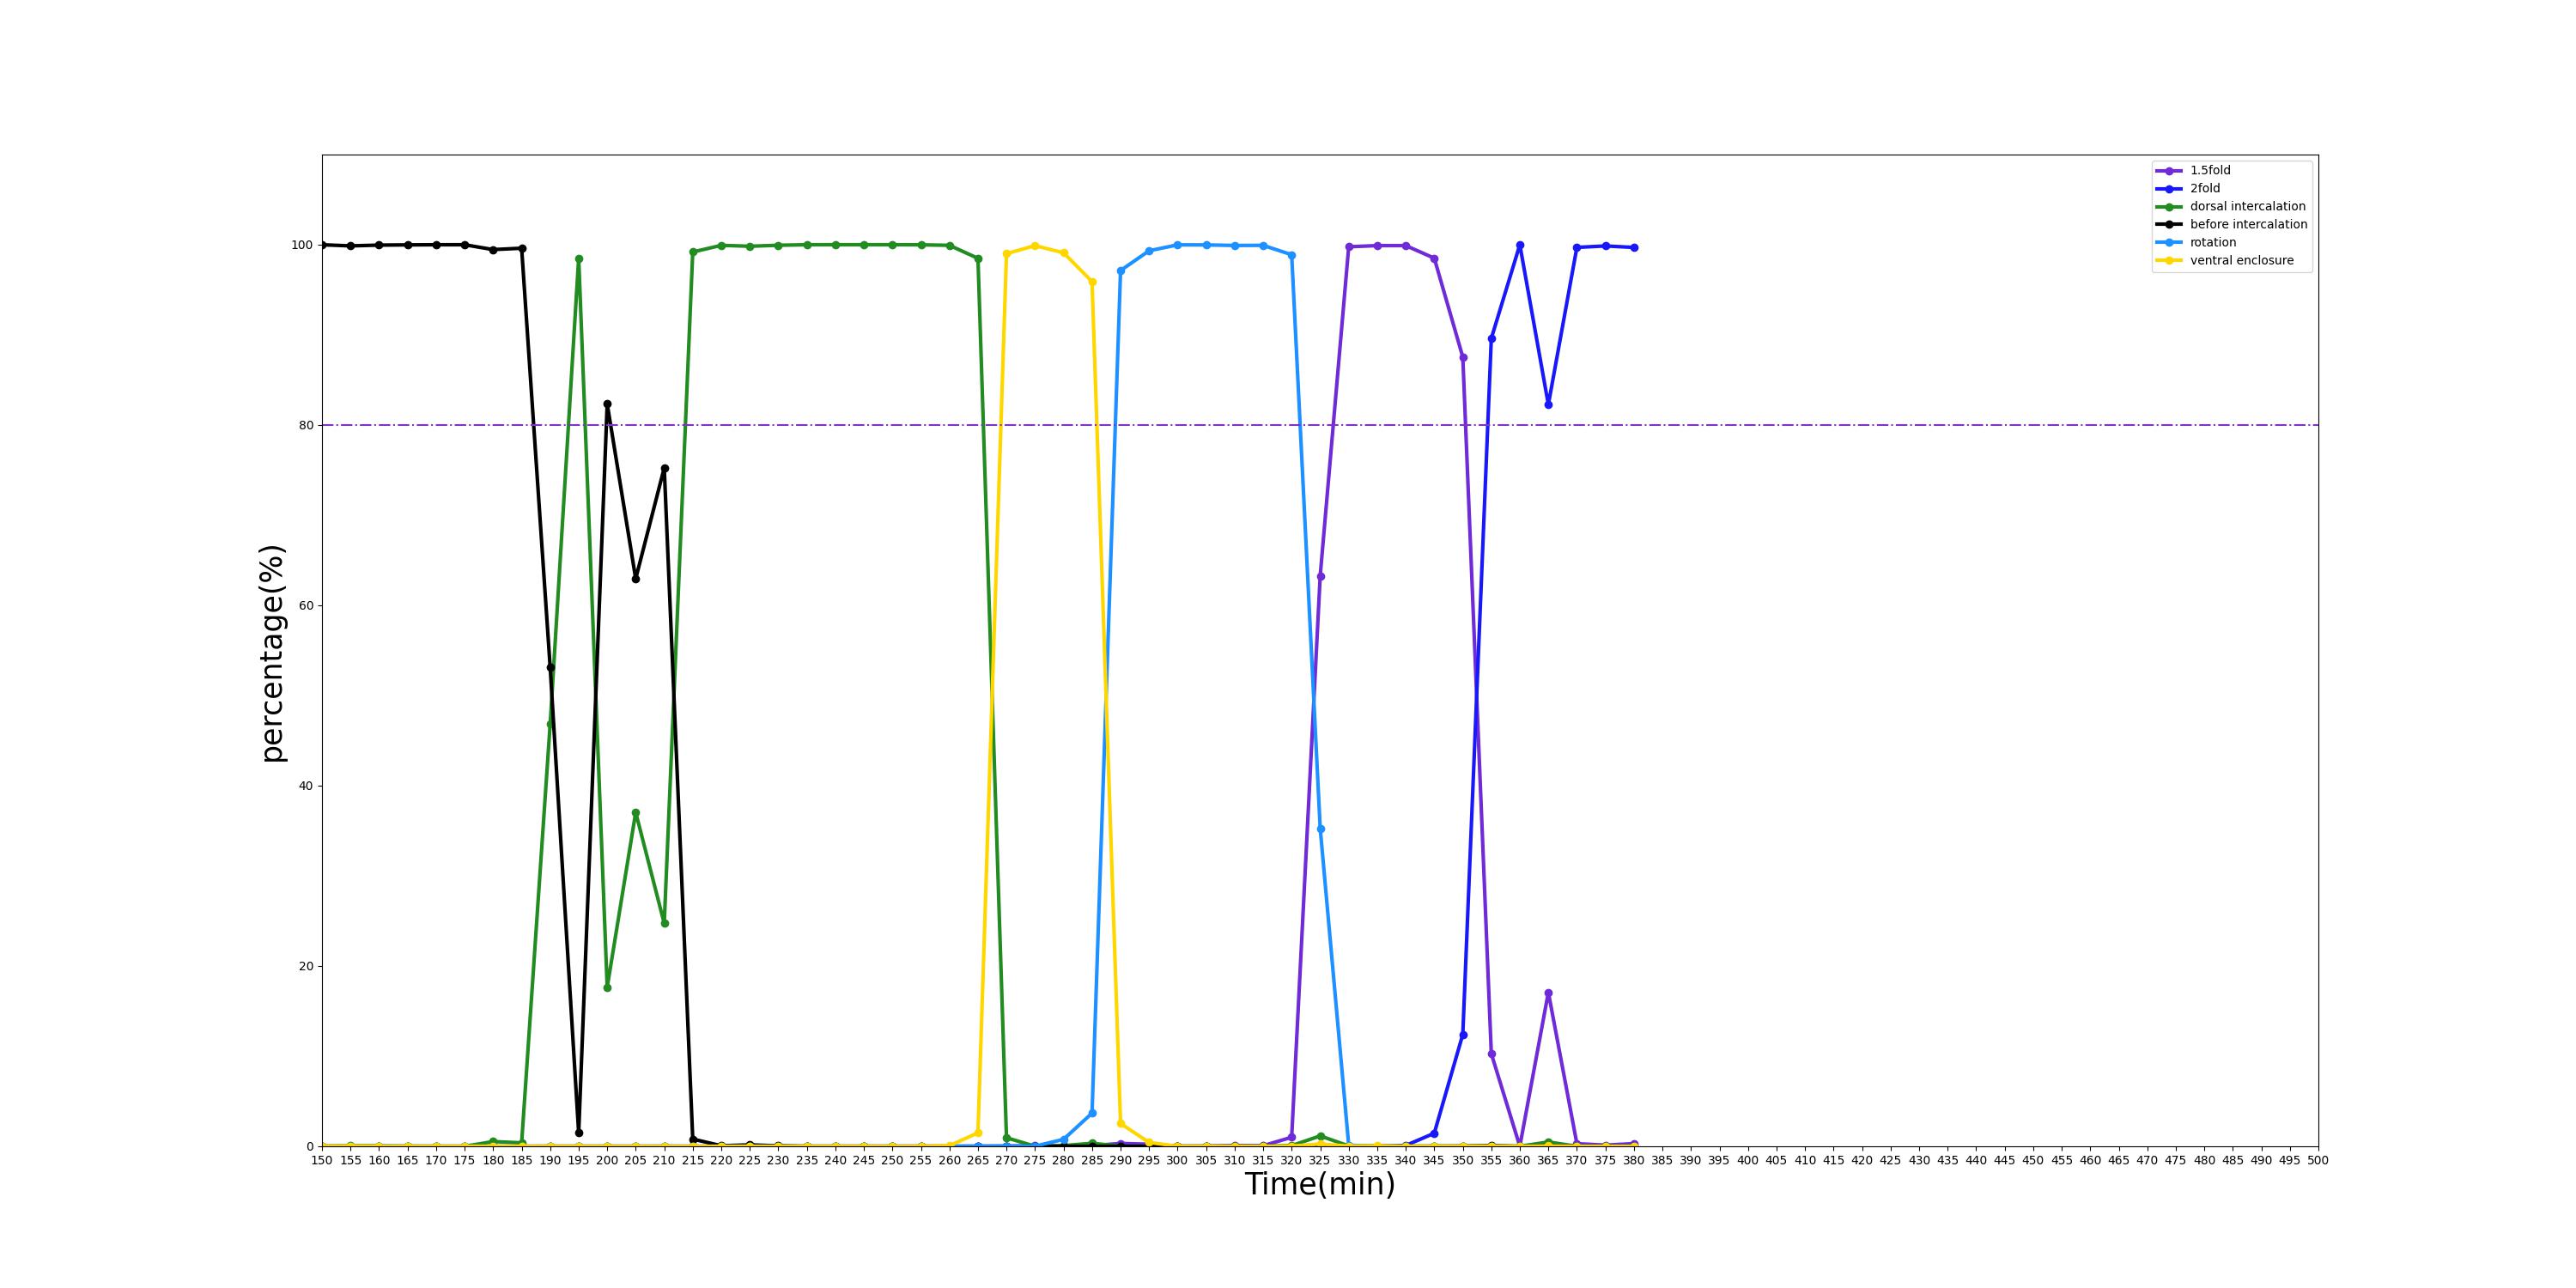 1.5fold
2fold
dorsal intercalation
before intercalation
rotation
ventral enclosure
100
80
60
40
20
0
percentage(%)
150 155 160 165 170 175 180 185 190 195 200 205 210 215 220 225 230 235 240 245 250 255 260 265 270 275 280 285 290 295 300 305 310 315 320 325 330 335 340 345 350 355 360 365 370 375 380 385 390 395 400 405 410 415 420 425 430 435 440 445 450 455 460 465 470 475 480 485 490 495 500
Time(min)